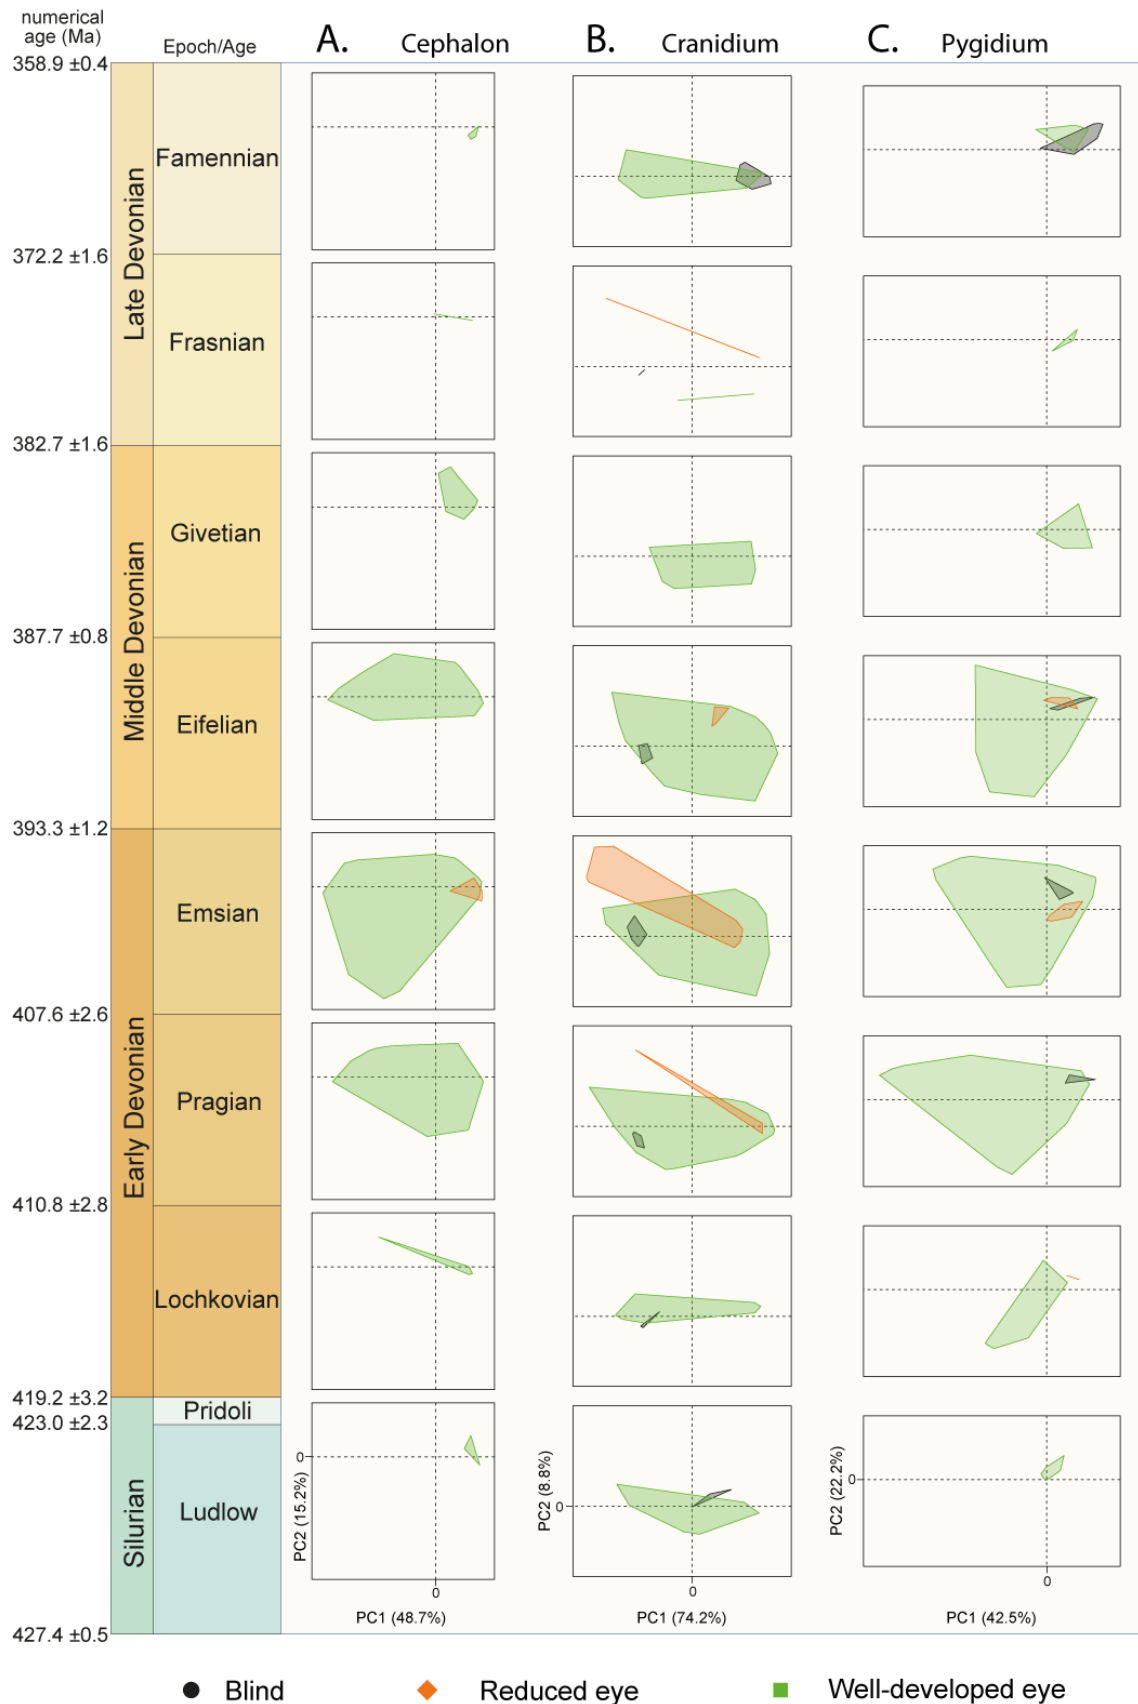 numerical
age (Ma)
Epoch/Age
A. Cephalon
B. Cranidium
C. Pygidium
358.9 ±0.4
Late Devonian
Famennian
372.2 ±1.6
Frasnian
382.7 ±1.6
Middle Devonian
Givetian
387.7 ±0.8
Eifelian
393.3 ±1.2
Early Devonian
Emsian
407.6 ±2.6
Pragian
410.8 ±2.8
Lochkovian
419.2 ±3.2
Silurian
Pridoli
423.0 ±2.3
Ludlow
427.4 ±0.5
PC2 (15.2%)
0
0
PC1 (48.7%)
PC2 (8.8%)
0
0
PC1 (74.2%)
PC2 (22.2%)
0
0
PC1 (42.5%)
Blind
Reduced eye
Well-developed eye